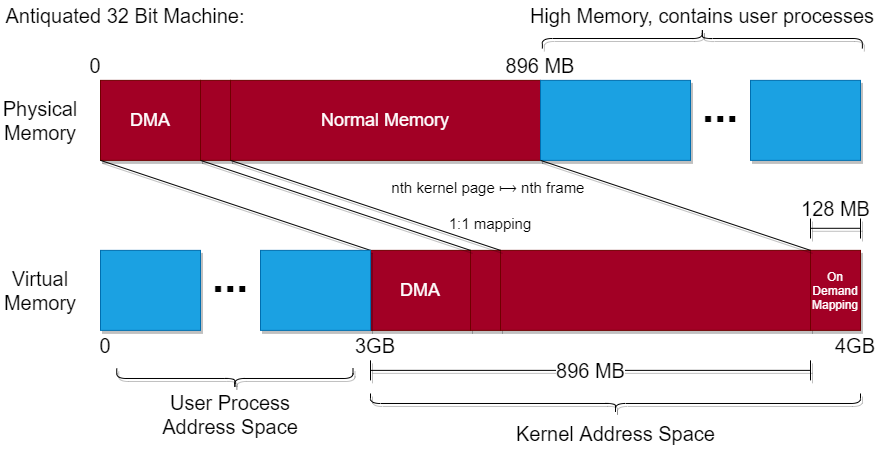 Antiquated 32 Bit Machine:
High Memory, contains user processes
0
896 MB
Physical
Memory
DMA
Normal Memory
...
nth kernel page ↦ nth frame
1:1 mapping
128 MB
Virtual
Memory
...
DMA
On
Demand
Mapping
0
3GB
4GB
896 MB
User Process
Address Space
Kernel Address Space